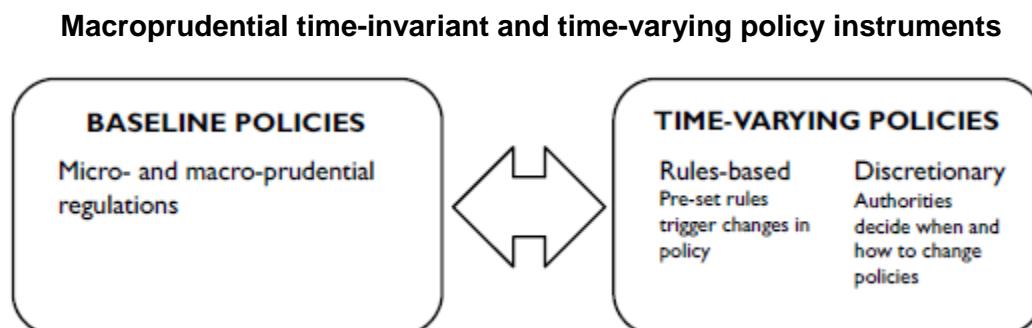 Macroprudential time-invariant and time-varying policy instruments
BASELINE POLICIES
Micro- and macro-prudential
regulations
TIME-VARYING POLICIES
Rules-based
Pre-set rules
trigger changes in
policy
Discretionary
Authorities
decide when and
how to change
policies